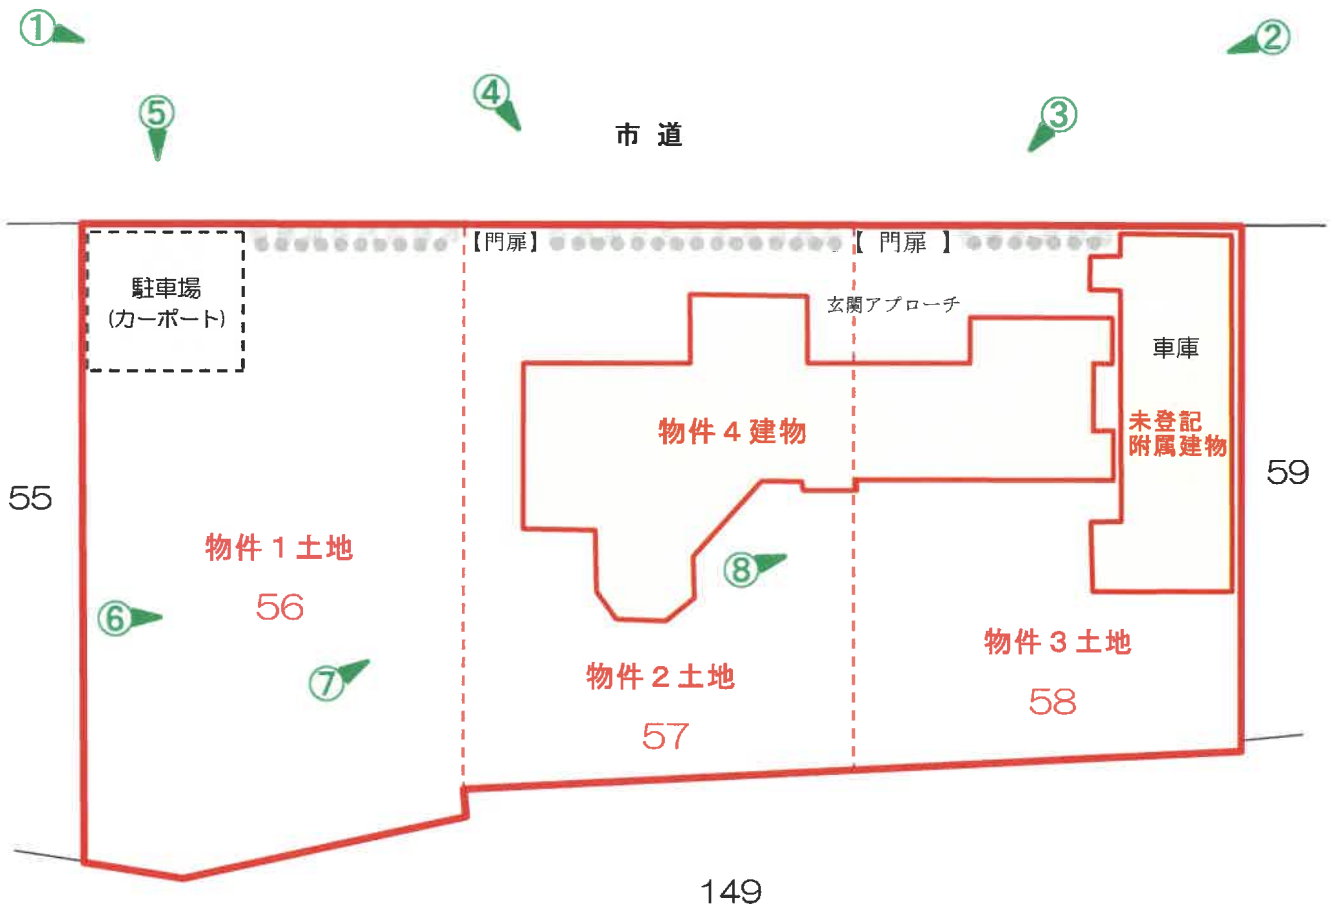 ①
②
⑤
④
③
市 道
【門扉】
【 門扉 】
駐車場
(カーポート)
玄関アプローチ
車庫
物件4建物
未登記
附属建物
55
59
物件1土地
56
⑧
⑥
物件3土地
⑦
物件2土地
58
57
149